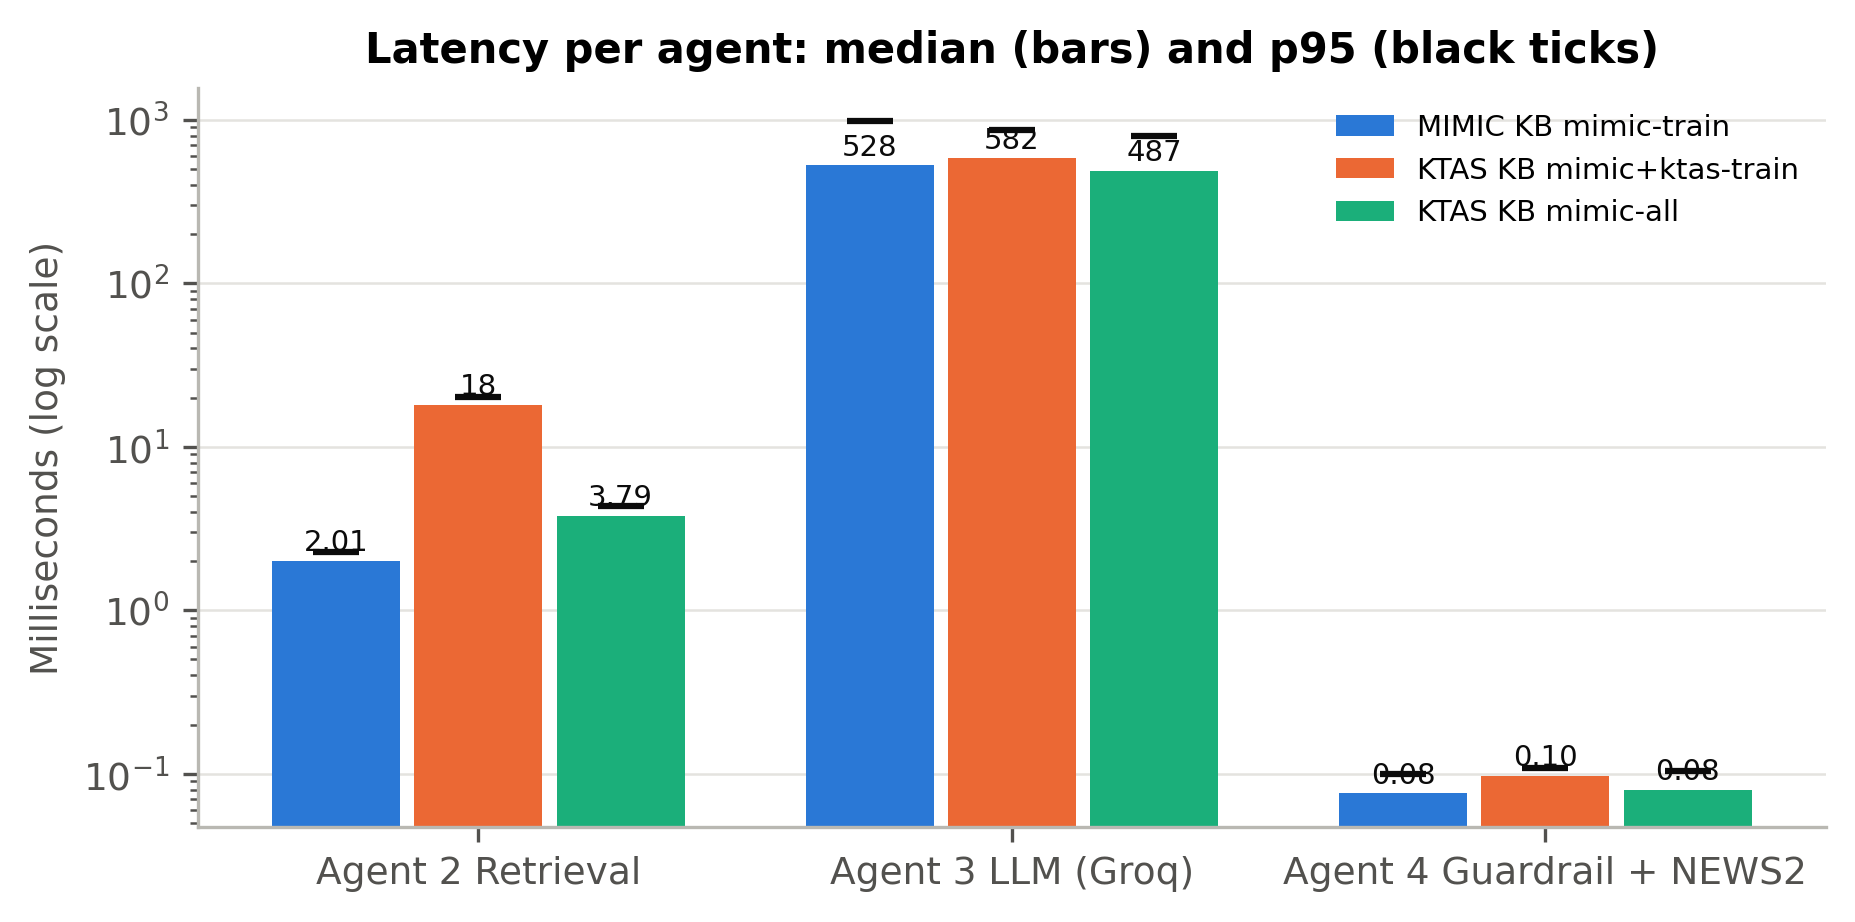 Latency per agent: median (bars) and p95 (black ticks)
MIMIC KB mimic-train
KTAS KB mimic+ktas-train
KTAS KB mimic-all
Milliseconds (log scale)
10³
10²
10¹
10⁰
10⁻¹
2.01
18
3.79
528
582
487
0.08
0.10
0.08
Agent 2 Retrieval
Agent 3 LLM (Groq)
Agent 4 Guardrail + NEWS2